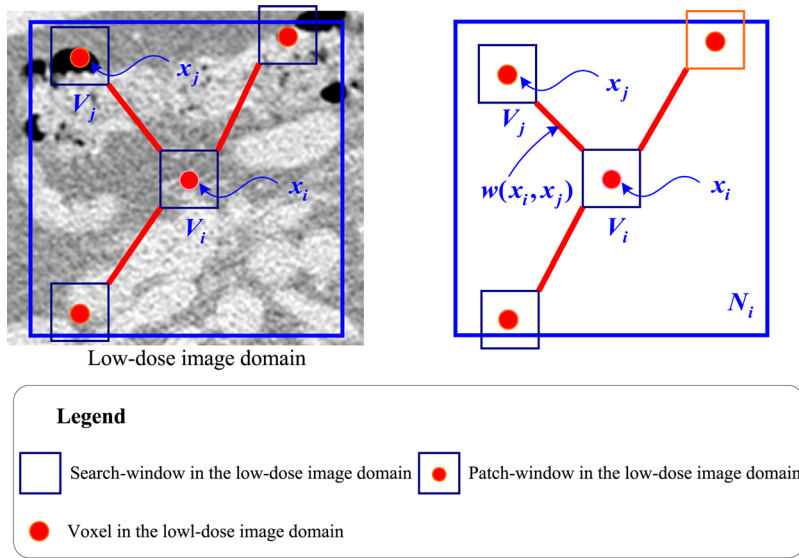 x_j
V_j
x_i
V_i
Low-dose image domain
x_j
V_j
w(x_i, x_j)
x_i
V_i
N_i
Legend
Search-window in the low-dose image domain
Patch-window in the low-dose image domain
Voxel in the lowl-dose image domain